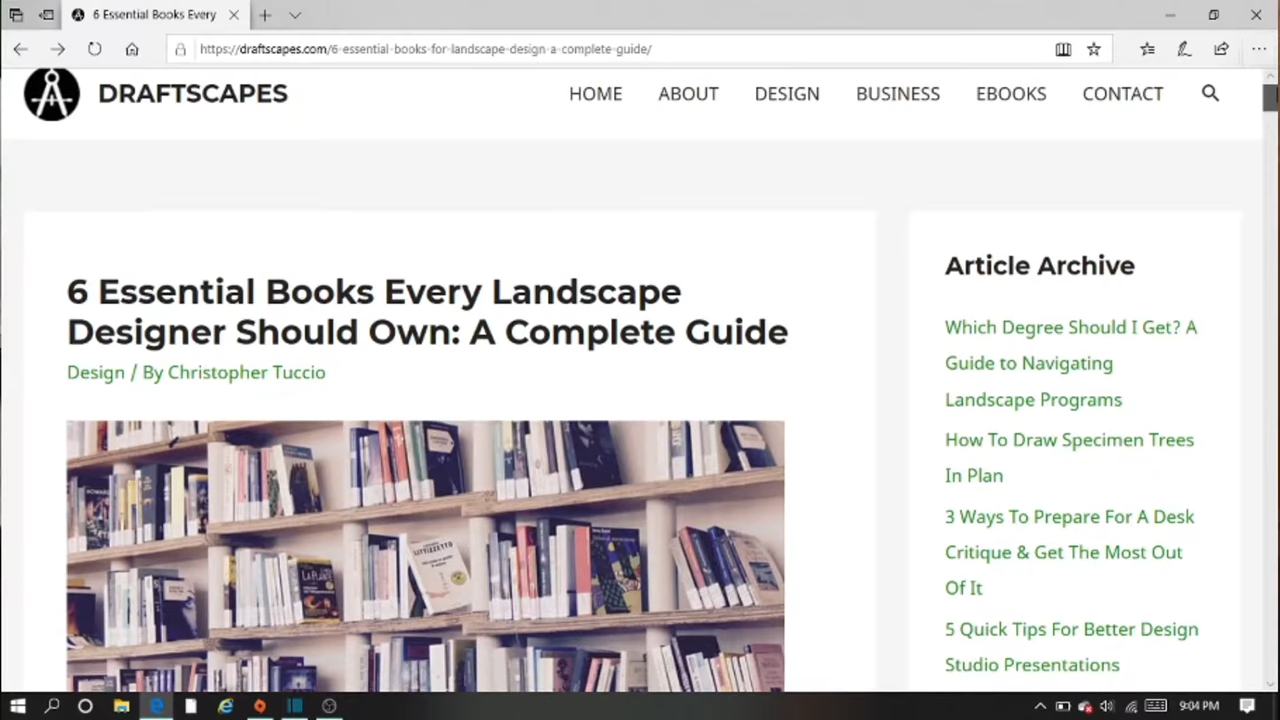 6 Essential Books Every
https://draftscapes.com/6-essential-books-for-landscape-design-a-complete-guide/
DRAFTSCAPES
HOME
ABOUT
DESIGN
BUSINESS
EBOOKS
CONTACT
6 Essential Books Every Landscape
Designer Should Own: A Complete Guide
Design / By Christopher Tuccio
LA PLANTE
Article Archive
Which Degree Should I Get? A
Guide to Navigating
Landscape Programs
How To Draw Specimen Trees
In Plan
3 Ways To Prepare For A Desk
Critique & Get The Most Out
Of It
5 Quick Tips For Better Design
Studio Presentations
9:04 PM